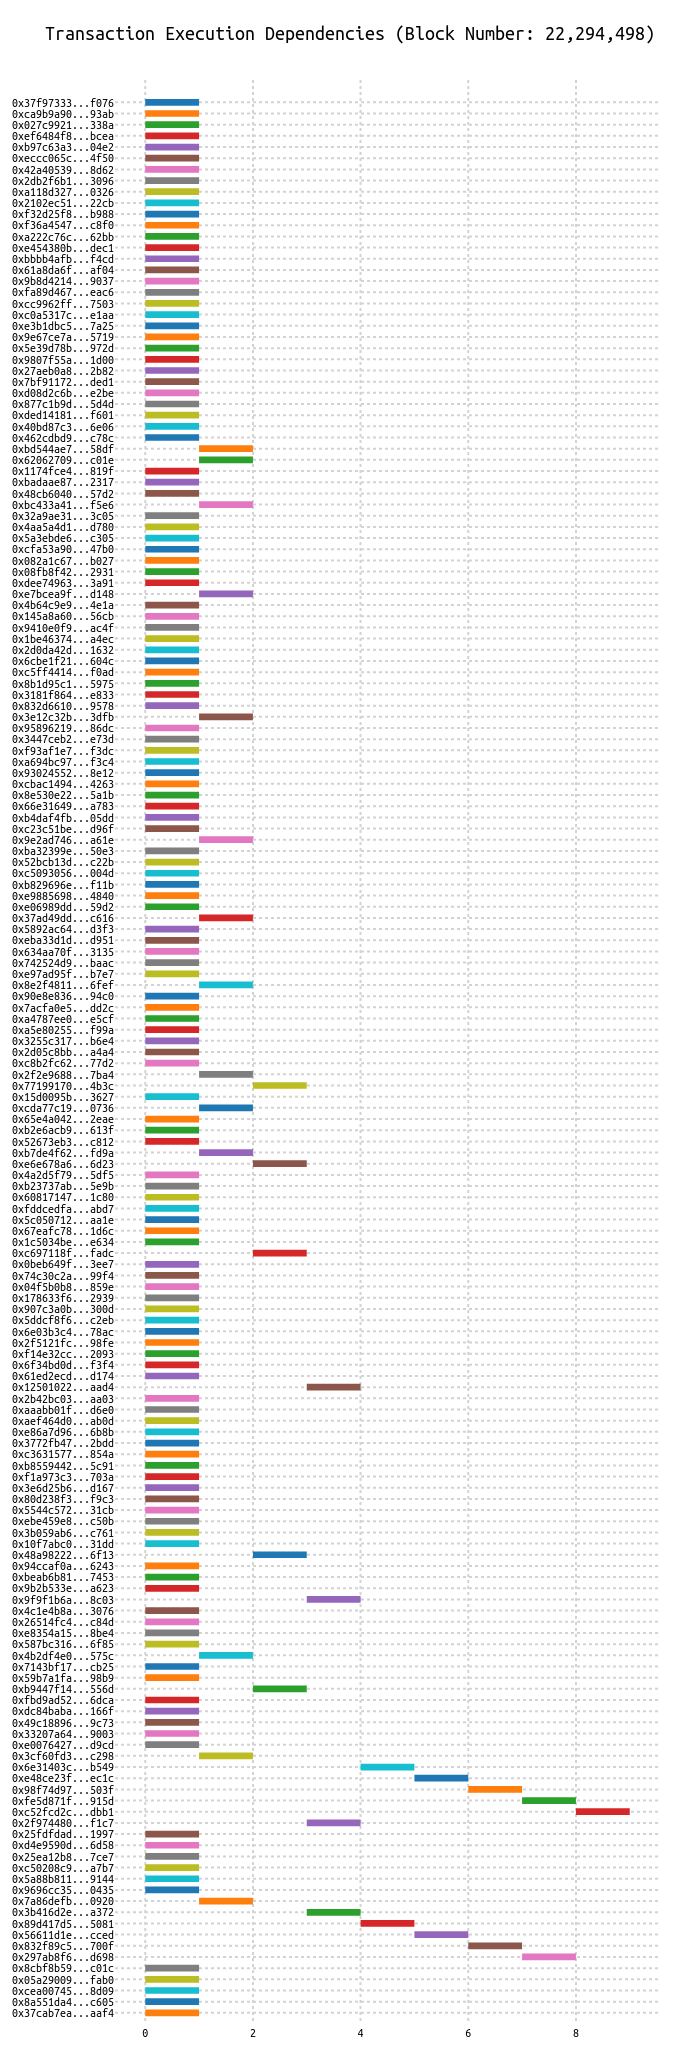 Transaction Execution Dependencies (Block Number: 22,294,498)
0x37f97333...f076
0xca9b9a90...93ab
0x027c9921...338a
0xef6484f8...bcea
0xb97c63a3...04e2
0xeccc065c...4f50
0x42a40539...8d62
0x2db2f6b1...3096
0xa118d327...0326
0x2102ec51...22cb
0xf32d25f8...b988
0xf36a4547...c8f0
0xa222c76c...62bb
0xe454380b...dec1
0xbbbb4afb...f4cd
0x61a8da6f...af04
0x9b8d4214...9037
0xfa89d467...eac6
0xcc9962ff...7503
0xc0a5317c...e1aa
0xe3b1dbc5...7a25
0x9e67ce7a...5719
0x5e39d78b...972d
0x9807f55a...1d00
0x27aeb0a8...2b82
0x7bf91172...ded1
0xd08d2c6b...e2be
0x877c1b9d...5d4d
0xded14181...f601
0x40bd87c3...6e06
0x462cdbd9...c78c
0xbd544ae7...58df
0x62062709...c01e
0x1174fce4...819f
0xbadaae87...2317
0x48cb6040...57d2
0xbc433a41...f5e6
0x32a9ae31...3c05
0x4aa5a4d1...d780
0x5a3ebde6...c305
0xcfa53a90...47b0
0x082a1c67...b027
0x08fb8f42...2931
0xdee74963...3a91
0xe7bcea9f...d148
0x4b64c9e9...4e1a
0x145a8a60...56cb
0x9410e0f9...ac4f
0x1be46374...a4ec
0x2d0da42d...1632
0x6cbe1f21...604c
0xc5ff4414...f0ad
0x8b1d95c1...5975
0x3181f864...e833
0x832d6610...9578
0x3e12c32b...3dfb
0x95896219...86dc
0x3447ceb2...e73d
0xf93af1e7...f3dc
0xa694bc97...f3c4
0x93024552...8e12
0xcbac1494...4263
0x8e530e22...5a1b
0x66e31649...a783
0xb4daf4fb...05dd
0xc23c51be...d96f
0x9e2ad746...a61e
0xba32399e...50e3
0x52bcb13d...c22b
0xc5093056...004d
0xb829696e...f11b
0xe9885698...4840
0xe06989dd...59d2
0x37ad49dd...c616
0x5892ac64...d3f3
0xeba33d1d...d951
0x634aa70f...3135
0x742524d9...baac
0xe97ad95f...b7e7
0x8e2f4811...6fef
0x90e8e836...94c0
0x7acfa0e5...dd2c
0xa4787ee0...e5cf
0xa5e80255...f99a
0x3255c317...b6e4
0x2d05c8bb...a4a4
0xc8b2fc62...77d2
0x2f2e9688...7ba4
0x77199170...4b3c
0x15d0095b...3627
0xcda77c19...0736
0x65e4a042...2eae
0xb2e6acb9...613f
0x52673eb3...c812
0xb7de4f62...fd9a
0xe6e678a6...6d23
0x4a2d5f79...5df5
0xb23737ab...5e9b
0x60817147...1c80
0xfddcedfa...abd7
0x5c050712...aa1e
0x67eafc78...1d6c
0x1c5034be...e634
0xc697118f...fadc
0x0beb649f...3ee7
0x74c30c2a...99f4
0x04f5b0b8...859e
0x178633f6...2939
0x907c3a0b...300d
0x5ddcf8f6...c2eb
0x6e03b3c4...78ac
0x2f5121fc...98fe
0xf14e32cc...2093
0x6f34bd0d...f3f4
0x61ed2ecd...d174
0x12501022...aad4
0x2b42bc03...aa03
0xaaabb01f...d6e0
0xaef464d0...ab0d
0xe86a7d96...6b8b
0x3772fb47...2bdd
0xc3631577...854a
0xb8559442...5c91
0xf1a973c3...703a
0x3e6d25b6...d167
0x80d238f3...f9c3
0x5544c572...31cb
0xebe459e8...c50b
0x3b059ab6...c761
0x10f7abc0...31dd
0x48a98222...6f13
0x94ccaf0a...6243
0xbeab6b81...7453
0x9b2b533e...a623
0x9f9f1b6a...8c03
0x4c1e4b8a...3076
0x26514fc4...c84d
0xe8354a15...8be4
0x587bc316...6f85
0x4b2df4e0...575c
0x7143bf17...cb25
0x59b7a1fa...98b9
0xb9447f14...556d
0xfbd9ad52...6dca
0xdc84baba...166f
0x49c18896...9c73
0x33207a64...9003
0xe0076427...d9cd
0x3cf60fd3...c298
0x6e31403c...b549
0xe48ce23f...ec1c
0x98f74d97...503f
0xfe5d871f...915d
0xc52fcd2c...dbb1
0x2f974480...f1c7
0x25fdfdad...1997
0xd4e9590d...6d58
0x25ea12b8...7ce7
0xc50208c9...a7b7
0x5a88b811...9144
0x9696cc35...0435
0x7a86defb...0920
0x3b416d2e...a372
0x89d417d5...5081
0x56611d1e...cced
0x832f89c5...700f
0x297ab8f6...d698
0x8cbf8b59...c01c
0x05a29009...fab0
0xcea00745...8d09
0x8a551da4...c605
0x37cab7ea...aaf4
0 2 4 6 8